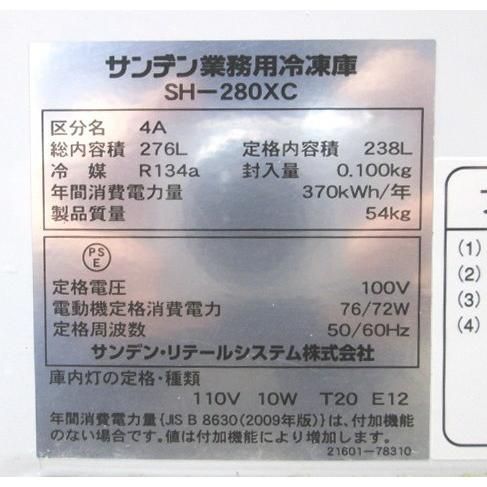 サンデン業務用冷凍庫
SH-280XC
区分名 4A
総内容積 276L 定格内容積 238L
冷媒 R134a 封入量 0.100kg
年間消費電力量 370kWh/年
製品質量 54kg
PS
E
定格電圧 100V
電動機定格消費電力 76/72W
定格周波数 50/60Hz
サンデン・リテールシステム株式会社
庫内灯の定格・種類
110V 10W T20 E12
年間消費電力量{JIS B 8630(2009年版)}は、付加機能
のない場合です。値は付加機能により増加します。
21601-78310
(1)
(2)
(3)
(4)